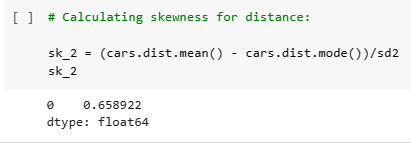 [ ] # Calculating skewness for distance:
sk_2 = (cars.dist.mean() - cars.dist.mode())/sd2
sk_2
0    0.658922
dtype: float64